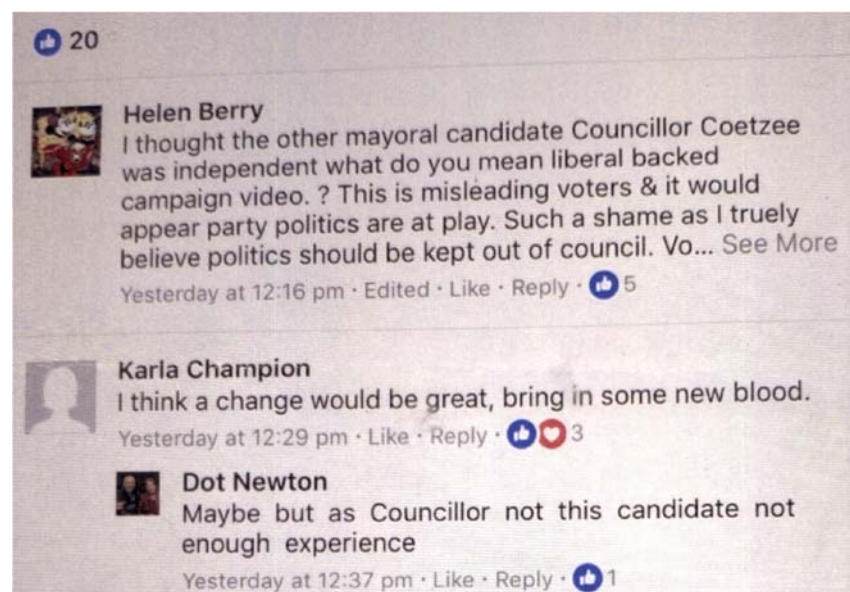 20
Helen Berry
I thought the other mayoral candidate Councillor Coetzee
was independent what do you mean liberal backed
campaign video. ? This is misleading voters & it would
appear party politics are at play. Such a shame as I truely
believe politics should be kept out of council. Vo... See More
Yesterday at 12:16 pm · Edited · Like · Reply · 5
Karla Champion
I think a change would be great, bring in some new blood.
Yesterday at 12:29 pm · Like · Reply · 3
Dot Newton
Maybe but as Councillor not this candidate not
enough experience
Yesterday at 12:37 pm · Like · Reply · 1